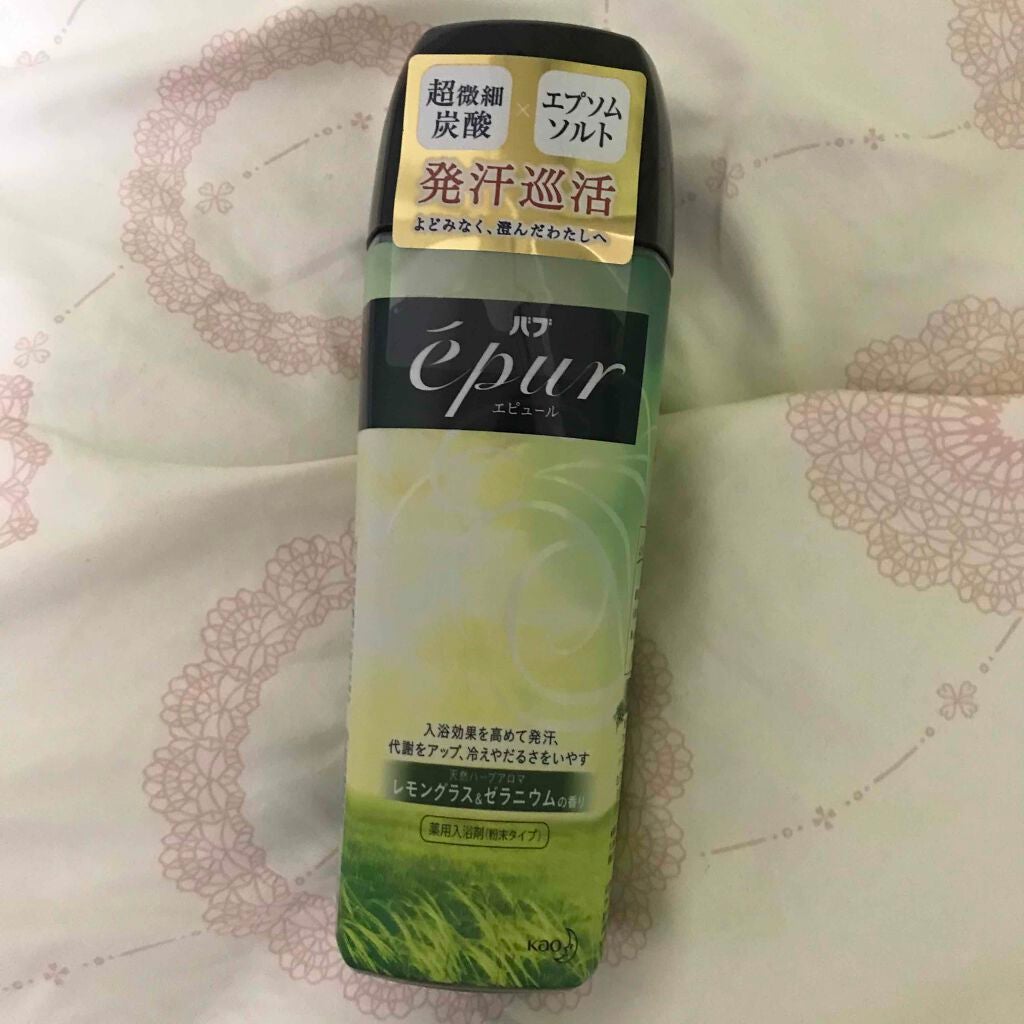 超微細
炭酸
×
エプソム
ソルト
発汗巡活
よどみなく、澄んだわたしへ
バブ
épur
エピュール
入浴効果を高めて発汗、
代謝をアップ、冷えやだるさをいやす
天然ハーブアロマ
レモングラス&ゼラニウムの香り
薬用入浴剤(粉末タイプ)
Kao